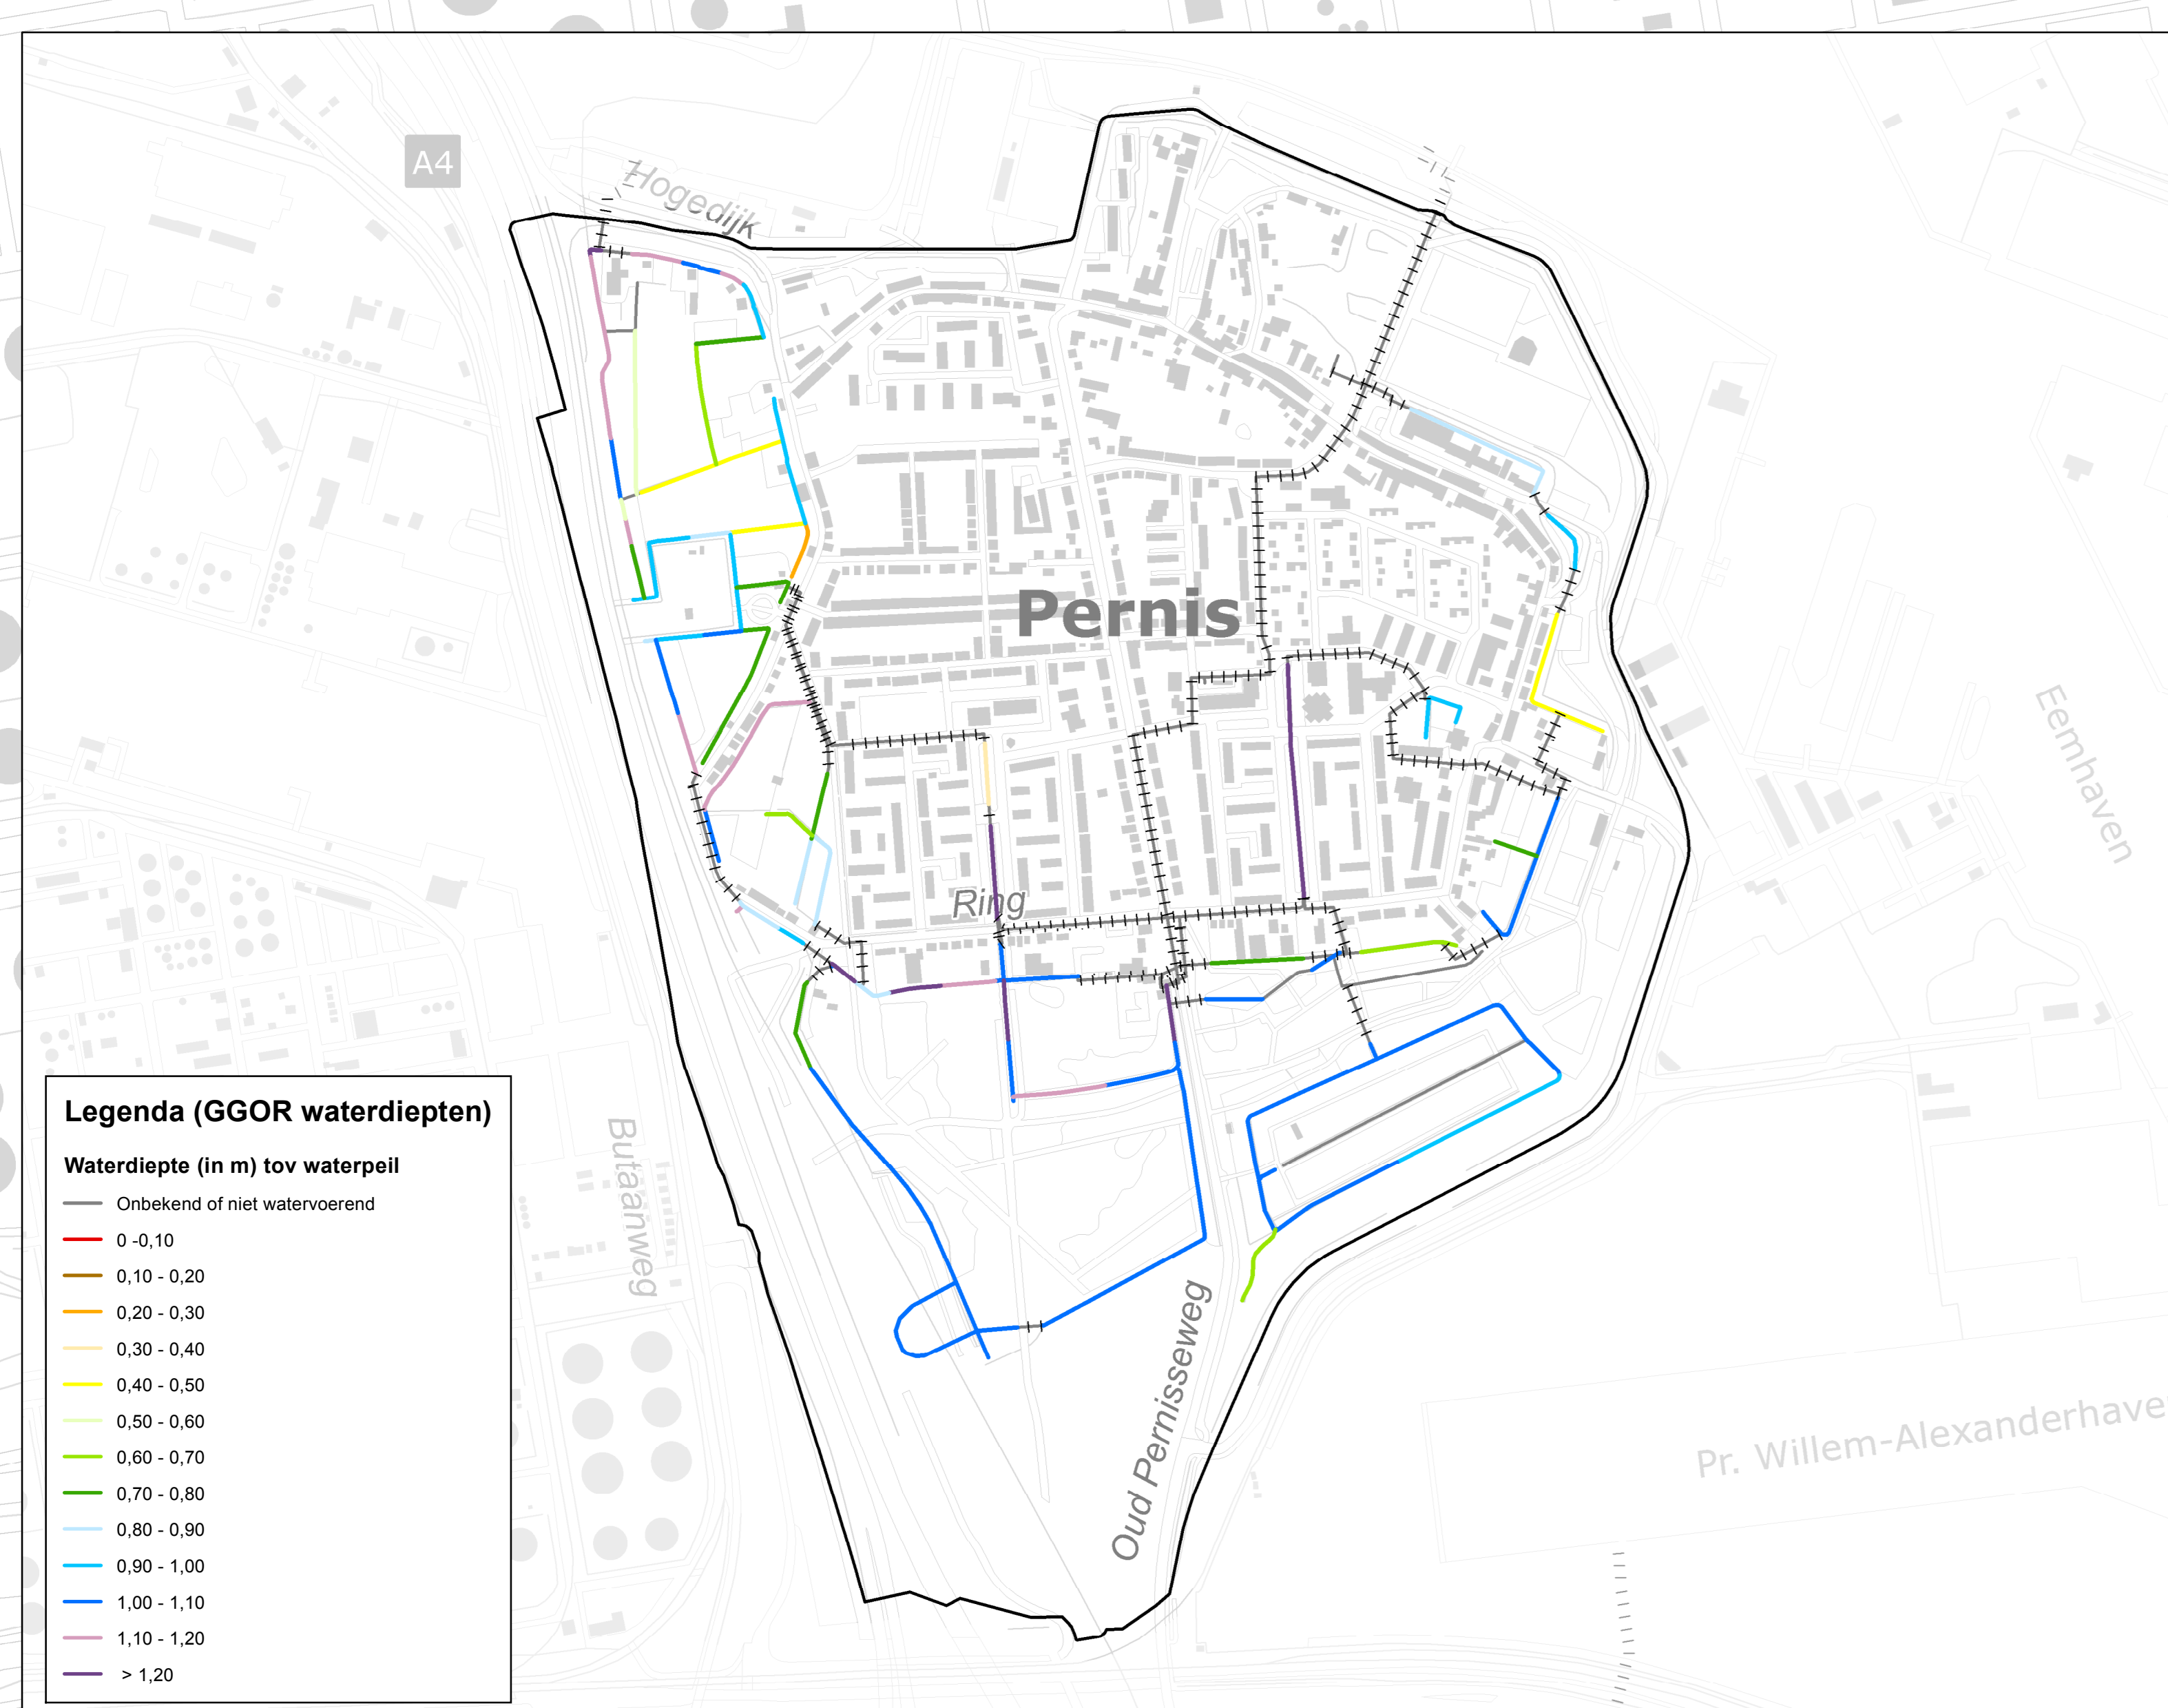 A4
Hogedijk
Pernis
Eemhaven
Ring
Butaanweg
Oud Pernisseweg
Pr. Willem-Alexanderhave
Legenda (GGOR waterdiepten)
Waterdiepte (in m) tov waterpeil
Onbekend of niet watervoerend
0 -0,10
0,10 - 0,20
0,20 - 0,30
0,30 - 0,40
0,40 - 0,50
0,50 - 0,60
0,60 - 0,70
0,70 - 0,80
0,80 - 0,90
0,90 - 1,00
1,00 - 1,10
1,10 - 1,20
> 1,20